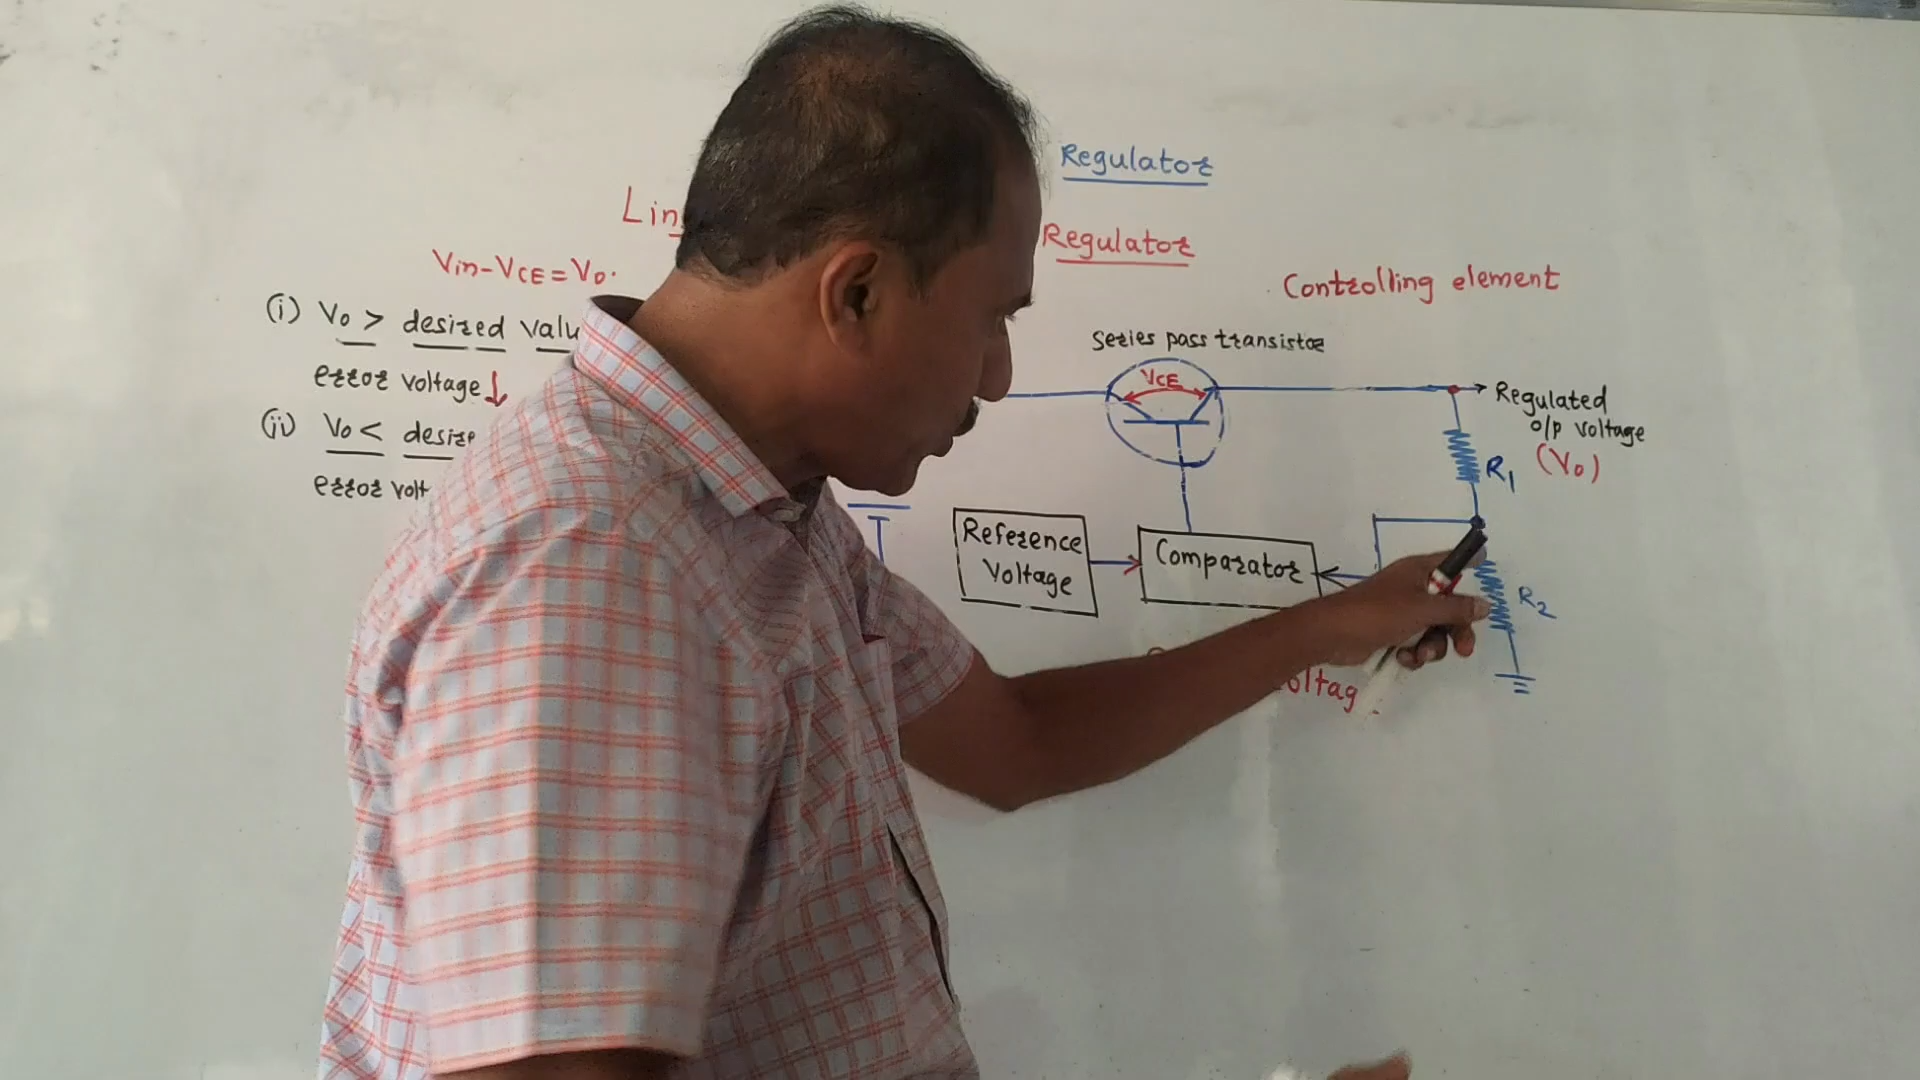 Regulator
Lin
Regulator
Vin-VCE=Vo.
Controlling element
(i) Vo > desired valu
error voltage↓
(ii) Vo < desire
error volt
Series pass transistor
VCE
Regulated
o/p voltage
(Vo)
R1
Reference
Voltage
Comparator
R2
oltag